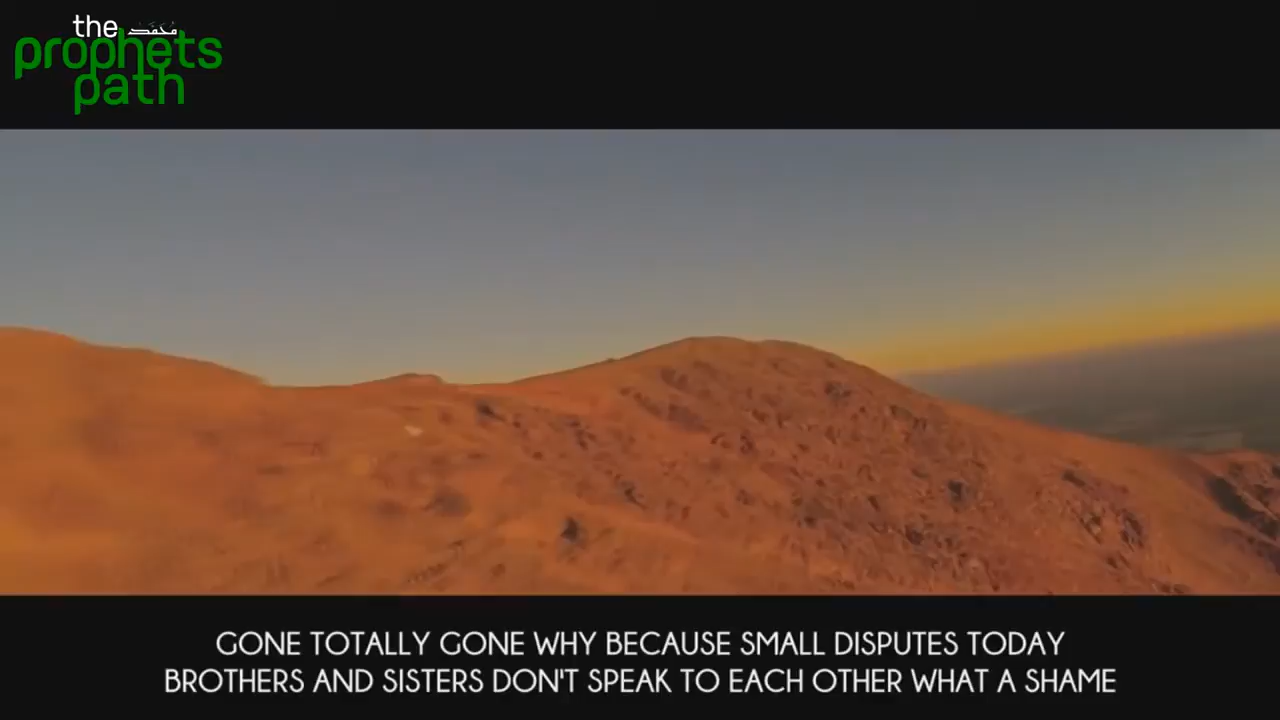 the مُحَمَّد
prophets
path
GONE TOTALLY GONE WHY BECAUSE SMALL DISPUTES TODAY
BROTHERS AND SISTERS DON'T SPEAK TO EACH OTHER WHAT A SHAME